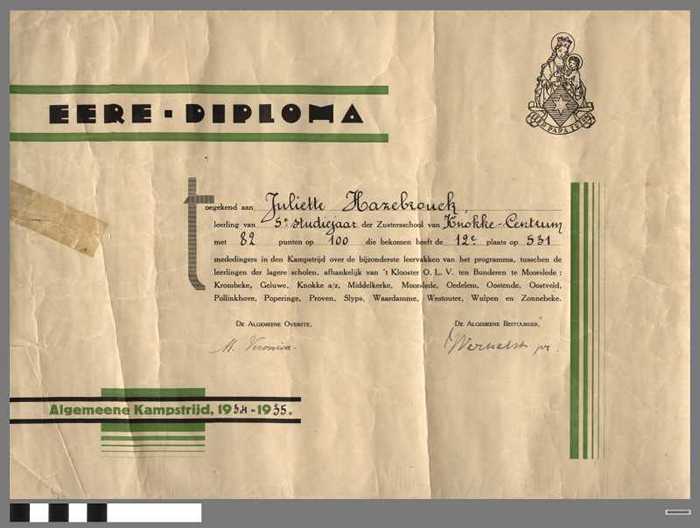 EERE-DIPLOMA
toegekend aan Juliette Hazebrouck,
leerling van 5e studiejaar der Zustersschool van Knokke-Centrum
met 82 punten op 100 die bekomen heeft de 12e plaats op 531
mededingers in den Kampstrijd over de bijzonderste leervakken van het programma, tusschen de
leerlingen der lagere scholen, afhankelijk van 't Klooster O. L. V. ten Bunderen te Moorslede :
Krombeke, Geluwe, Knokke a/z, Middelkerke, Moorslede, Oedelem, Oostende, Oostveld,
Pollinkhove, Poperinge, Proven, Slype, Waardamme, Westouter, Wulpen en Zonnebeke.
DE ALGEMEENE OVERSTE,
DE ALGEMEENE BESTUURDER,
M. Veronica.
Algemeene Kampstrijd, 1934-1935.